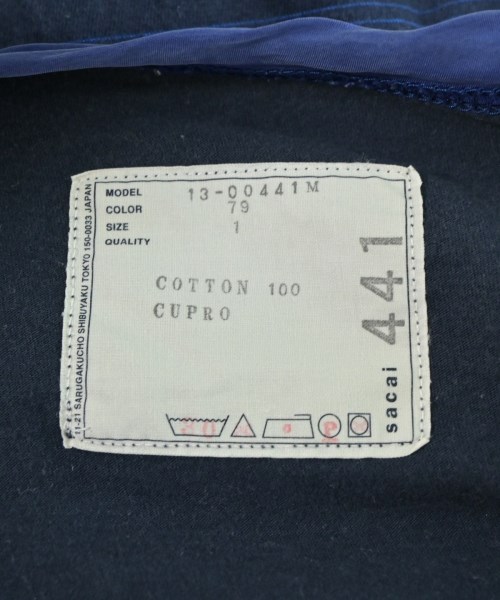 MODEL 13-00441M
COLOR 79
SIZE 1
QUALITY
COTTON 100
CUPRO
441
sacai
11-21 SARUGAKUCHO SHIBUYAKU TOKYO 150-0033 JAPAN